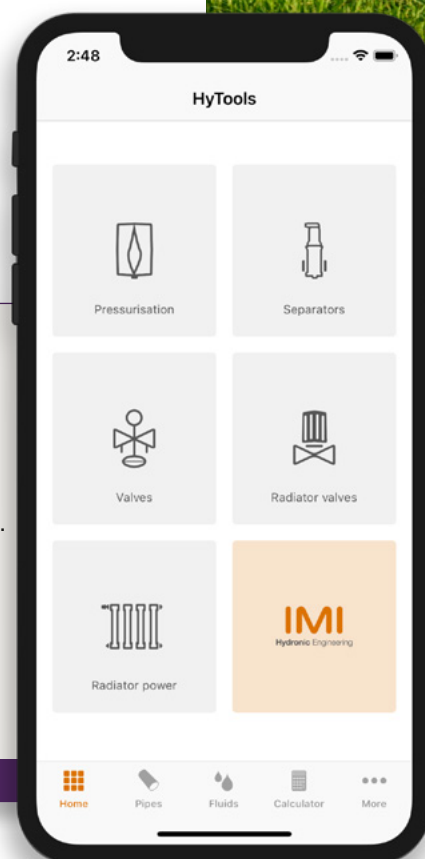 2:48
HyTools
Pressurisation
Separators
Valves
Radiator valves
Radiator power
IMI
Hydronic Engineering
Home
Pipes
Fluids
Calculator
More
.